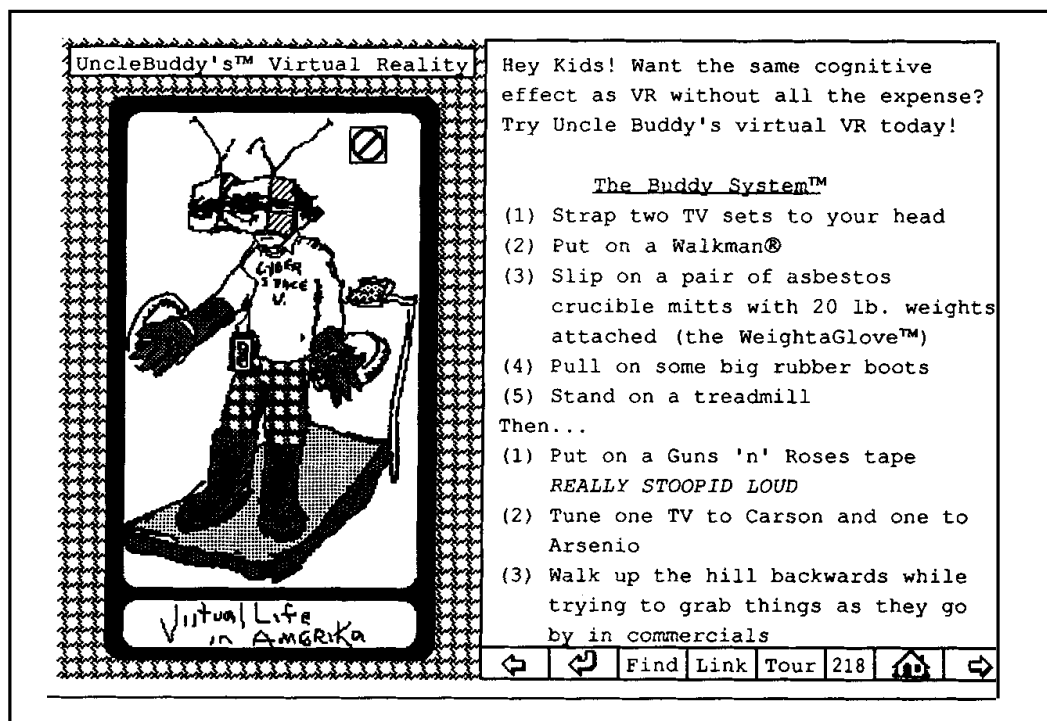 UncleBuddy's™ Virtual Reality
CYBER
SPACE
U.
Virtual Life
in AMERIKa
Hey Kids! Want the same cognitive
effect as VR without all the expense?
Try Uncle Buddy's virtual VR today!
The Buddy System™
(1) Strap two TV sets to your head
(2) Put on a Walkman®
(3) Slip on a pair of asbestos
crucible mitts with 20 lb. weights
attached (the WeightaGlove™)
(4) Pull on some big rubber boots
(5) Stand on a treadmill
Then...
(1) Put on a Guns 'n' Roses tape
REALLY STOOPID LOUD
(2) Tune one TV to Carson and one to
Arsenio
(3) Walk up the hill backwards while
trying to grab things as they go
by in commercials
Find Link Tour 218